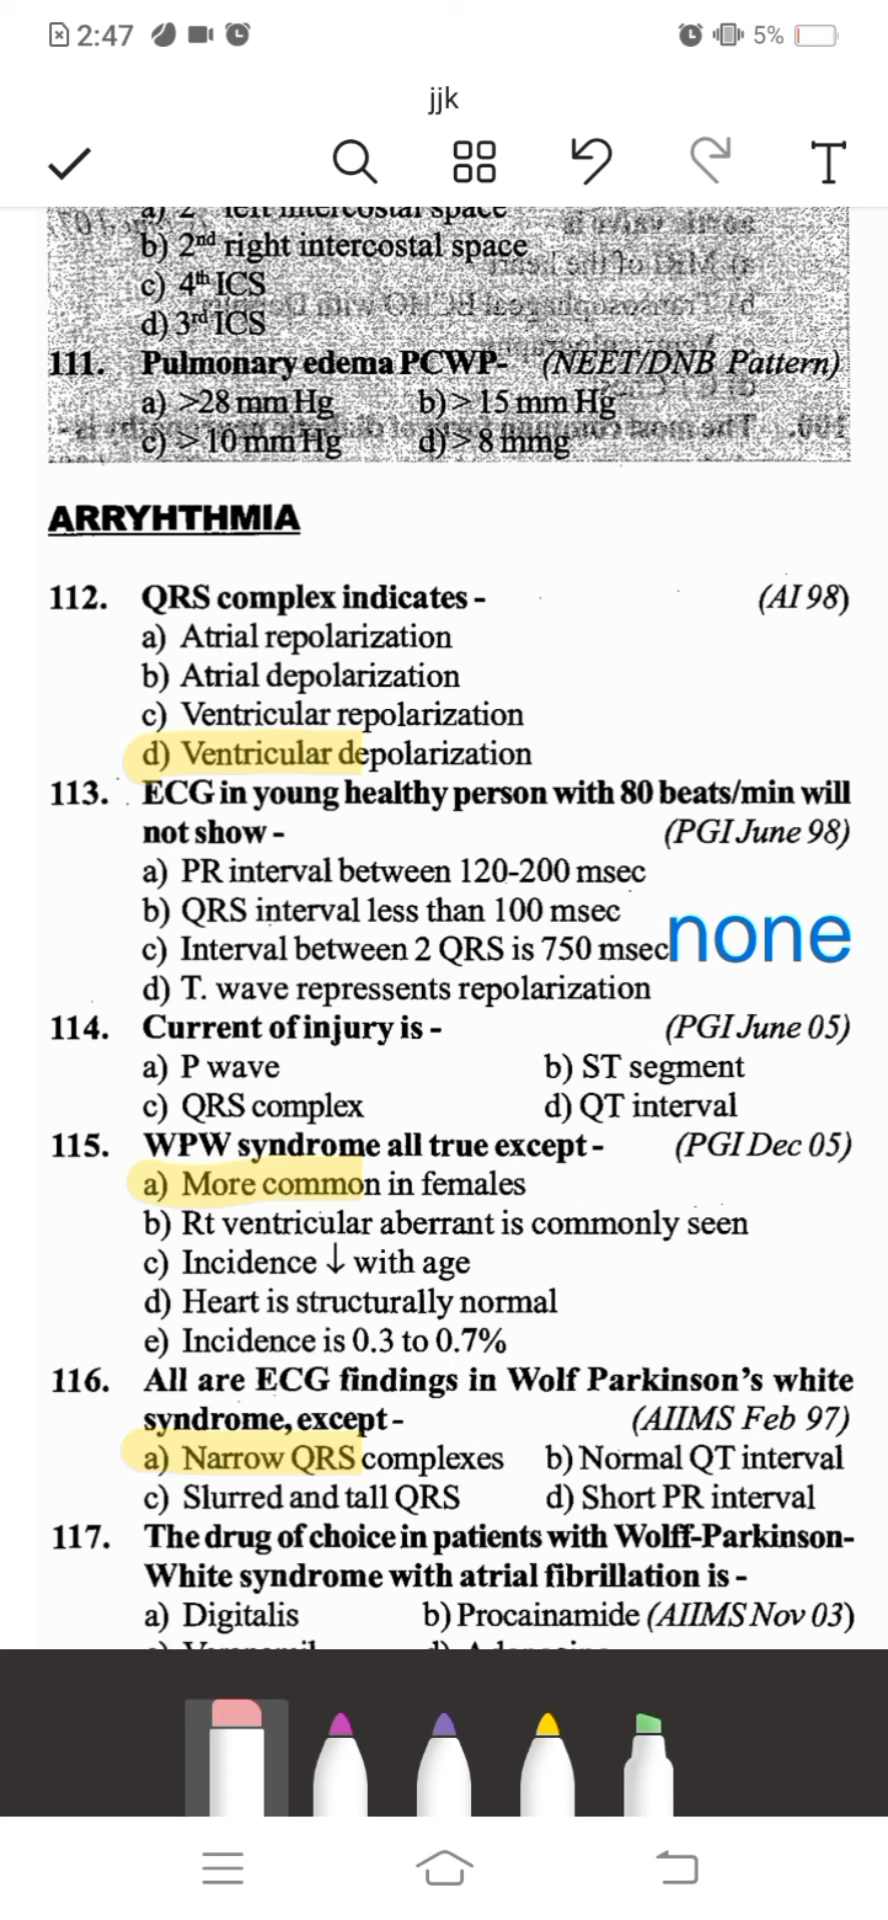 2:47
5%
jjk
T
a) 2 left intercostal space
b) 2nd right intercostal space
c) 4th ICS
d) 3rd ICS
111. Pulmonary edema PCWP- (NEET/DNB Pattern)
a) >28 mm Hg b) > 15 mm Hg
c) > 10 mm Hg d) > 8 mmg
ARRYHTHMIA
112. QRS complex indicates - (AI 98)
a) Atrial repolarization
b) Atrial depolarization
c) Ventricular repolarization
d) Ventricular depolarization
113. ECG in young healthy person with 80 beats/min will
not show - (PGI June 98)
a) PR interval between 120-200 msec
b) QRS interval less than 100 msec
none
c) Interval between 2 QRS is 750 msec
d) T. wave repressents repolarization
114. Current of injury is - (PGI June 05)
a) P wave b) ST segment
c) QRS complex d) QT interval
115. WPW syndrome all true except - (PGI Dec 05)
a) More common in females
b) Rt ventricular aberrant is commonly seen
c) Incidence ↓ with age
d) Heart is structurally normal
e) Incidence is 0.3 to 0.7%
116. All are ECG findings in Wolf Parkinson's white
syndrome, except - (AIIMS Feb 97)
a) Narrow QRS complexes b) Normal QT interval
c) Slurred and tall QRS d) Short PR interval
117. The drug of choice in patients with Wolff-Parkinson-
White syndrome with atrial fibrillation is -
a) Digitalis b) Procainamide (AIIMS Nov 03)